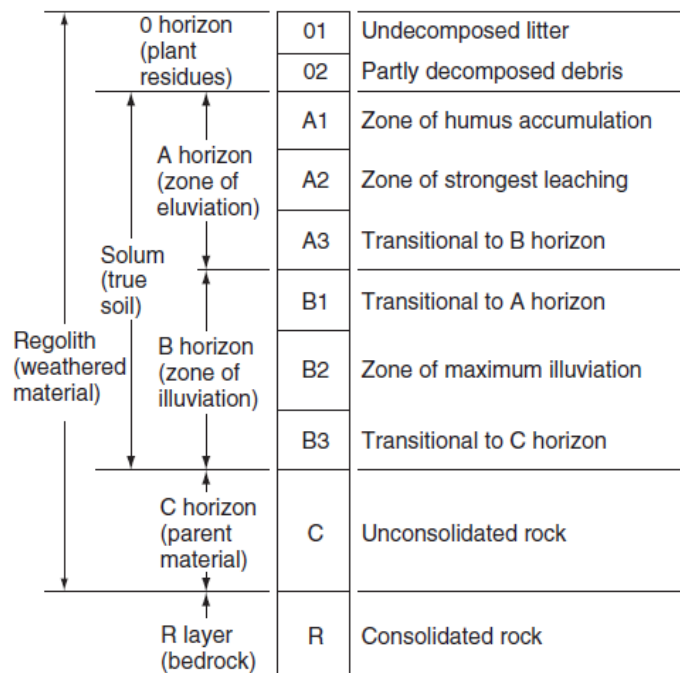 0 horizon
(plant
residues)
01 Undecomposed litter
02 Partly decomposed debris
A1 Zone of humus accumulation
A horizon
(zone of
eluviation)
A2 Zone of strongest leaching
A3 Transitional to B horizon
Solum
(true
soil)
B1 Transitional to A horizon
Regolith
(weathered
material)
B horizon
(zone of
illuviation)
B2 Zone of maximum illuviation
B3 Transitional to C horizon
C horizon
(parent
material)
C Unconsolidated rock
R layer
(bedrock)
R Consolidated rock